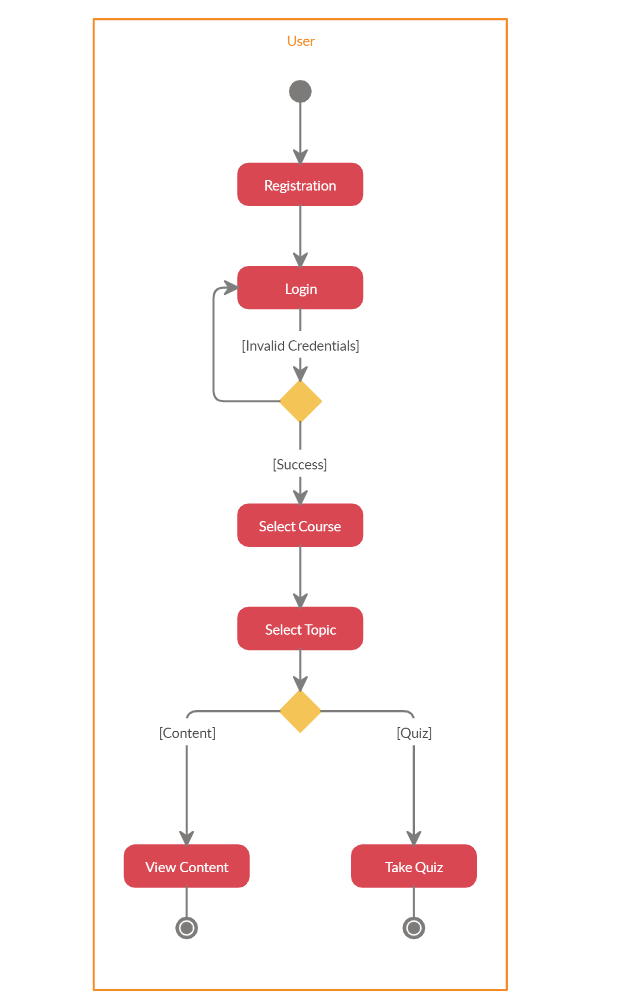 User
Registration
Login
[Invalid Credentials]
[Success]
Select Course
Select Topic
[Content]
[Quiz]
View Content
Take Quiz